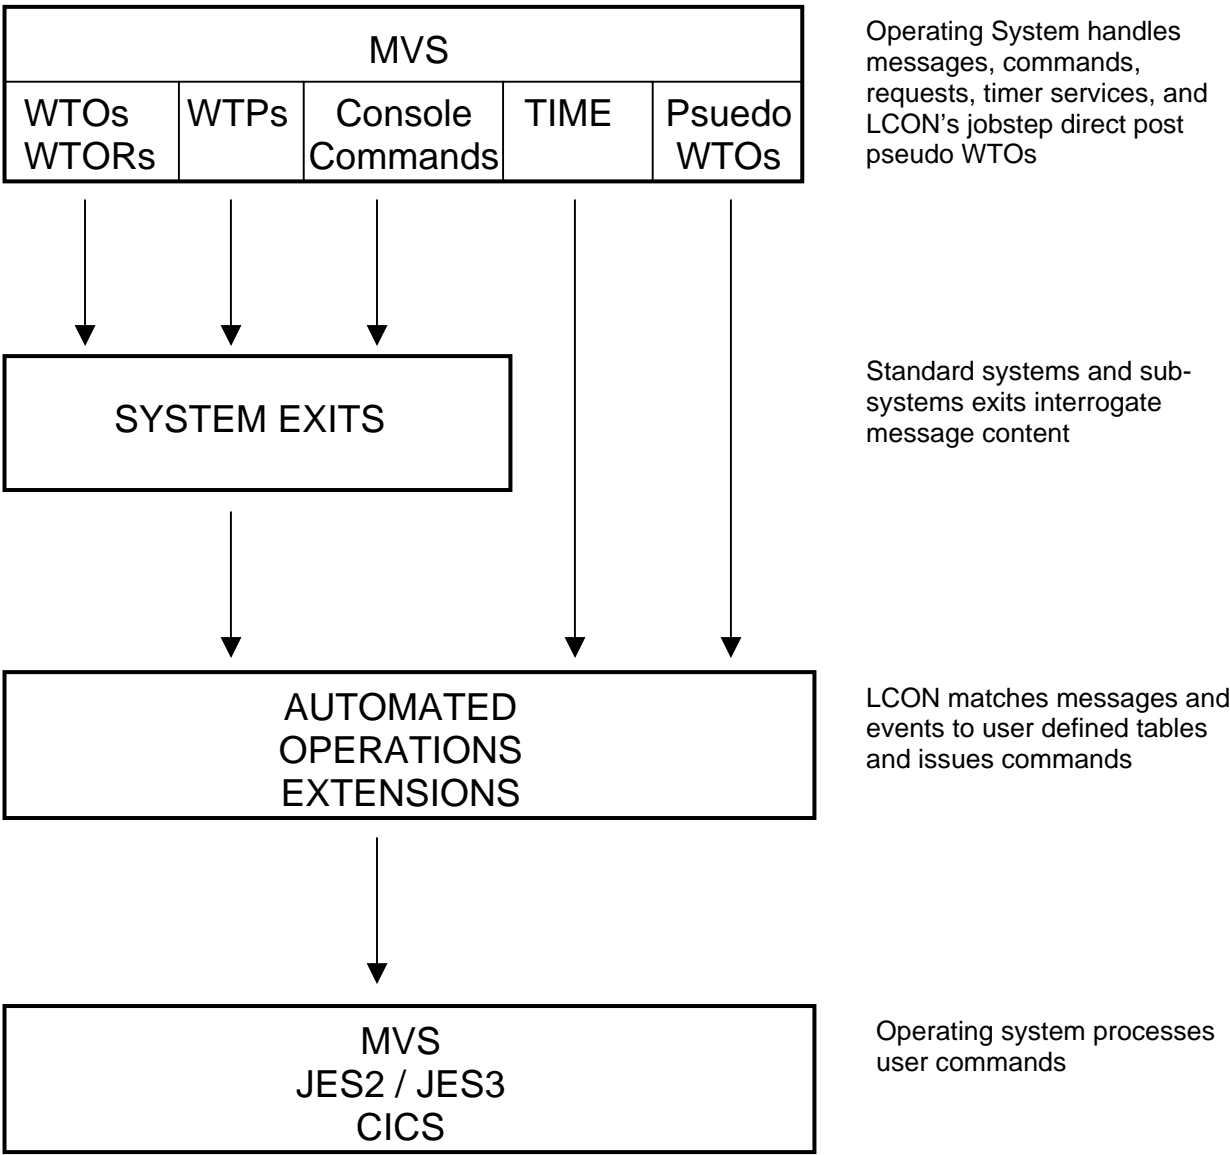 MVS
WTOs
WTORs
WTPs
Console
Commands
TIME
Psuedo
WTOs
Operating System handles
messages, commands,
requests, timer services, and
LCON's jobstep direct post
pseudo WTOs
SYSTEM EXITS
Standard systems and sub-
systems exits interrogate
message content
AUTOMATED
OPERATIONS
EXTENSIONS
LCON matches messages and
events to user defined tables
and issues commands
MVS
JES2 / JES3
CICS
Operating system processes
user commands